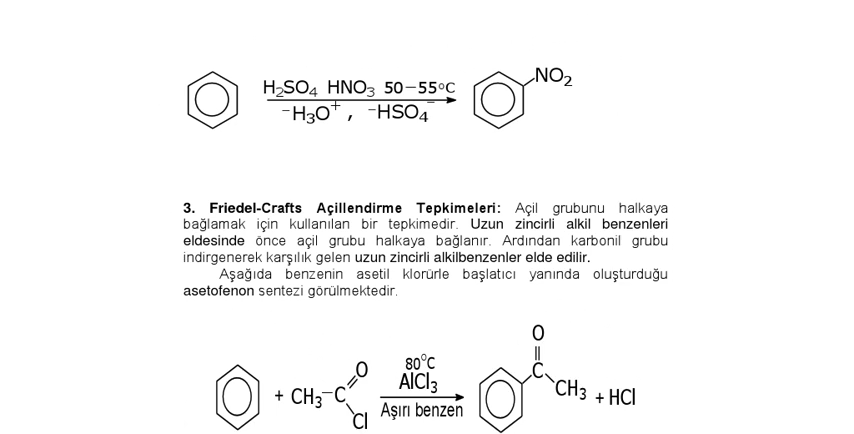 H₂SO₄ HNO₃ 50–55°C
NO₂
–H₃O⁺ , –HSO₄⁻
3. Friedel-Crafts Açillendirme Tepkimeleri: Açil grubunu halkaya
bağlamak için kullanılan bir tepkimedir. Uzun zincirli alkil benzenleri
eldesinde önce açil grubu halkaya bağlanır. Ardından karbonil grubu
indirgenerek karşılık gelen uzun zincirli alkilbenzenler elde edilir.
Aşağıda benzenin asetil klorürle başlatıcı yanında oluşturduğu
asetofenon sentezi görülmektedir.
O
O
80°C
C
+ CH₃–C
AlCl₃
CH₃ + HCl
Cl
Aşırı benzen